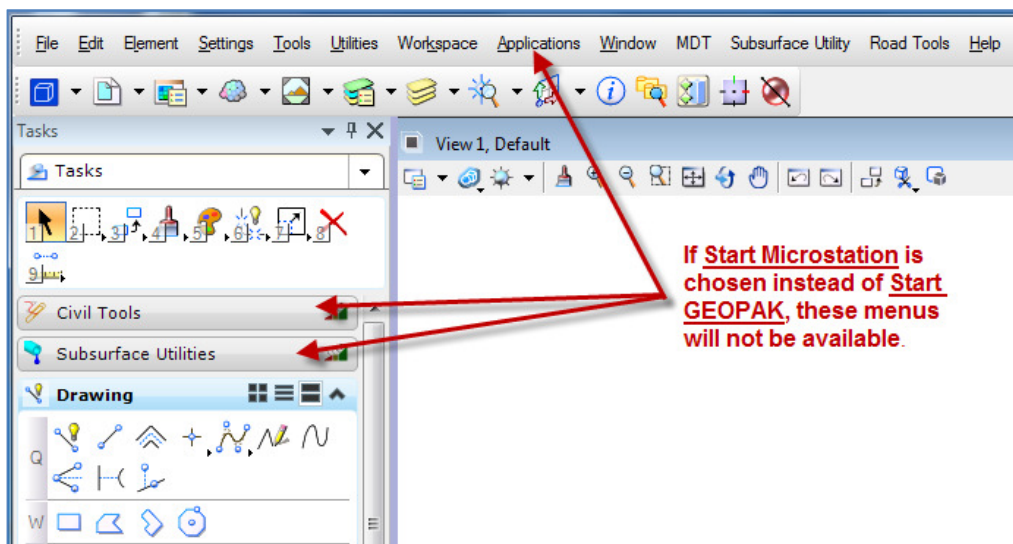 File Edit Element Settings Tools Utilities Workspace Applications Window MDT Subsurface Utility Road Tools Help
Tasks
View 1, Default
Tasks
1 2 3 4 5 6 7 8
9
If Start Microstation is
chosen instead of Start
GEOPAK, these menus
will not be available.
Civil Tools
Subsurface Utilities
Drawing
Q
W